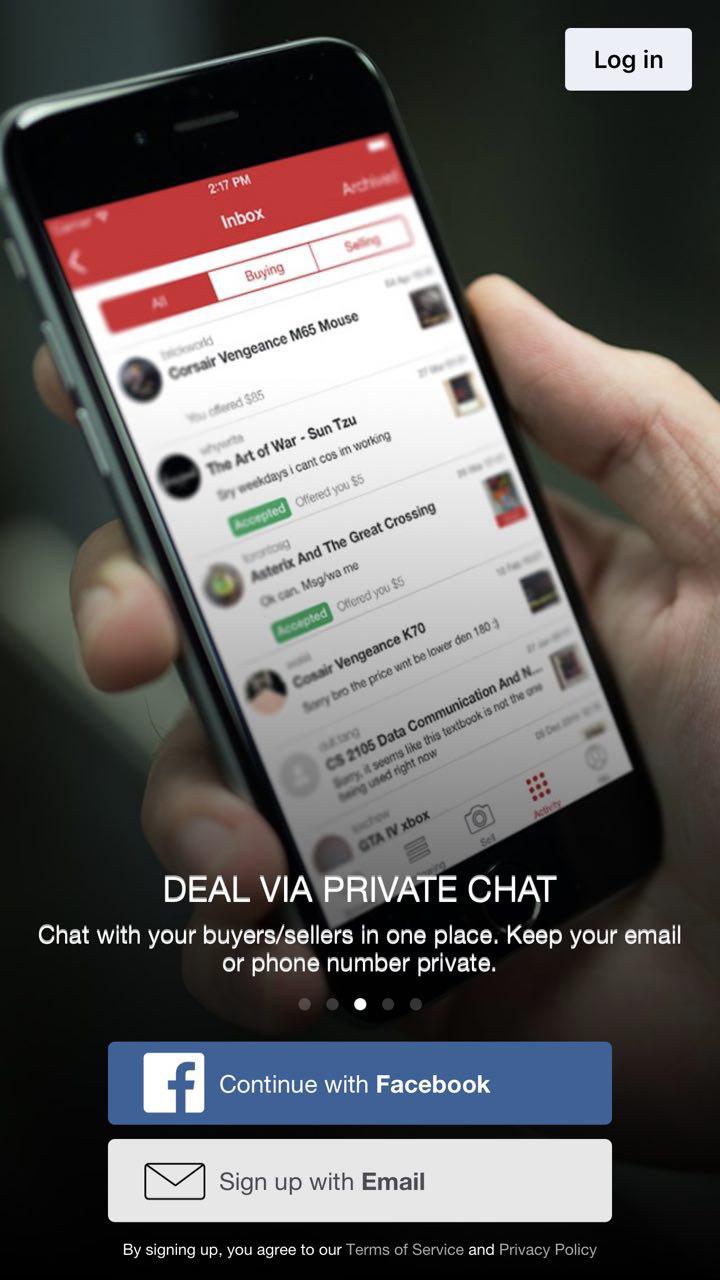 Log in
2:17 PM
Inbox
Archived
All
Buying
Selling
brickworld
Corsair Vengeance M65 Mouse
You offered $85
whywrite
The Art of War - Sun Tzu
Sry weekdays i cant cos im working
Accepted Offered you $5
Asterix And The Great Crossing
Ok can. Msg/wa me
Accepted Offered you $5
Cosair Vengeance K70
Sorry bro the price wnt be lower den 180 :)
dull.tang
CS 2105 Data Communication And N...
Sorry, it seems like this textbook is not the one
being used right now
GTA IV xbox
Sell
Activity
DEAL VIA PRIVATE CHAT
Chat with your buyers/sellers in one place. Keep your email
or phone number private.
Continue with Facebook
Sign up with Email
By signing up, you agree to our Terms of Service and Privacy Policy